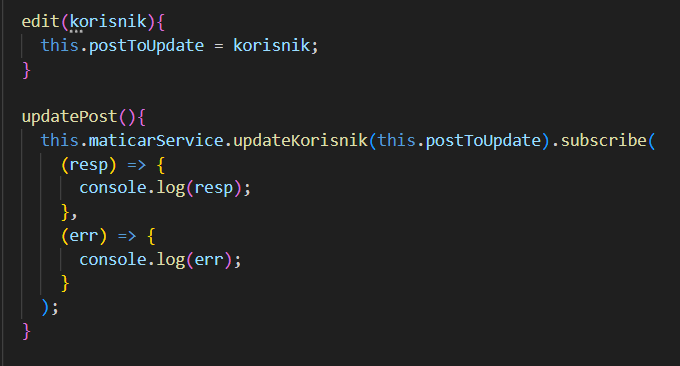 edit(korisnik){
this.postToUpdate = korisnik;
}
updatePost(){
this.maticarService.updateKorisnik(this.postToUpdate).subscribe(
(resp) => {
console.log(resp);
},
(err) => {
console.log(err);
}
);
}